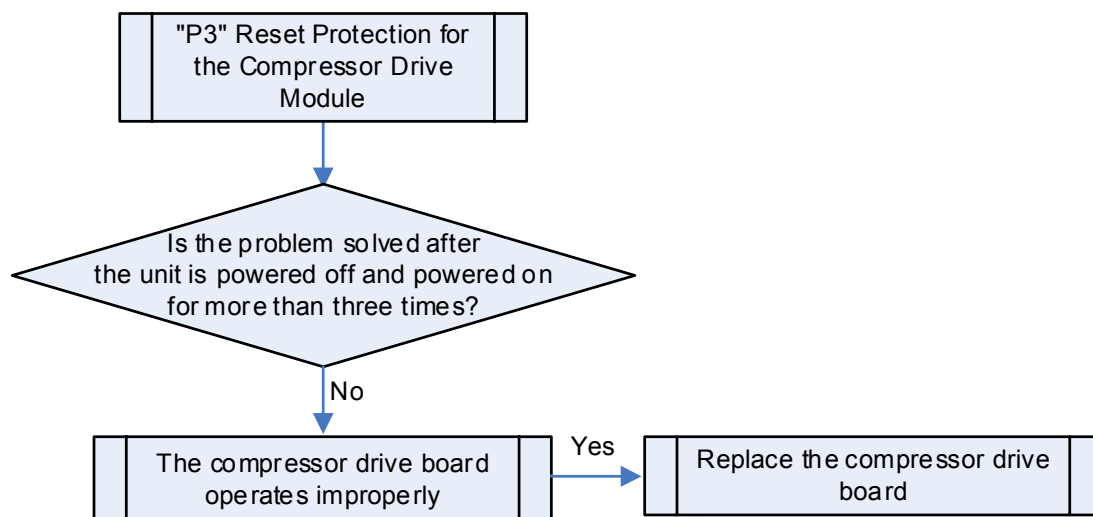 "P3" Reset Protection for
the Compressor Drive
Module
Is the problem solved after
the unit is powered off and powered on
for more than three times?
No
The compressor drive board
operates improperly
Yes
Replace the compressor drive
board